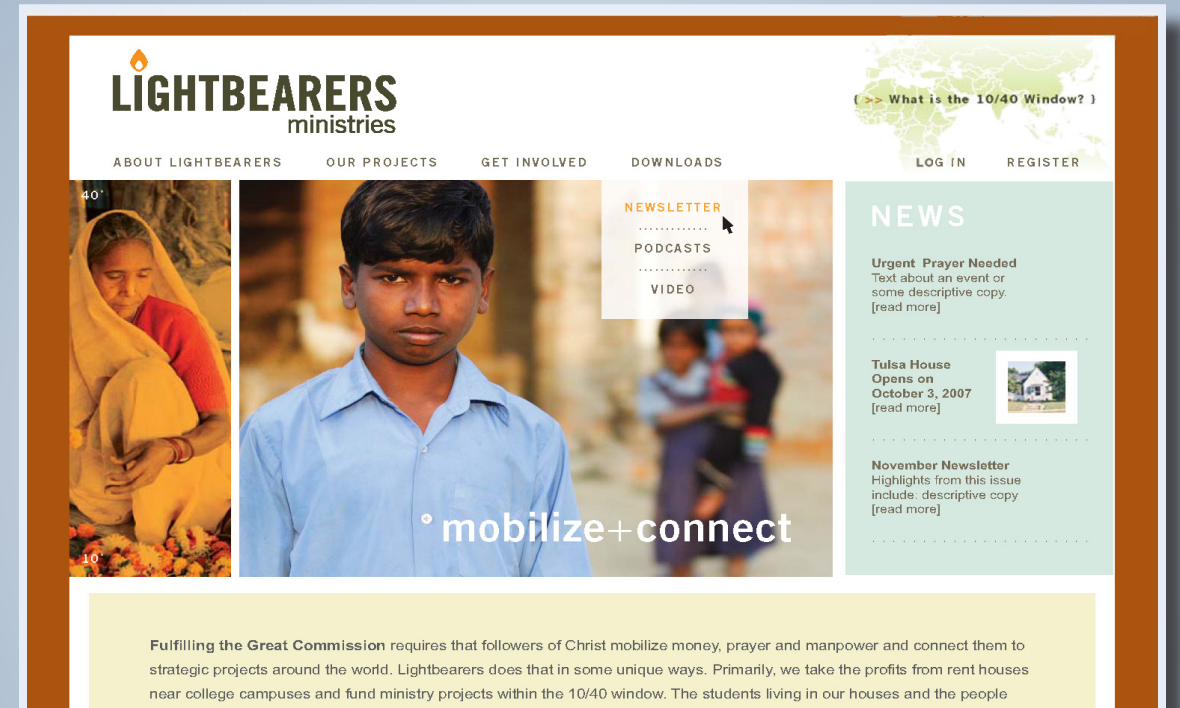 LIGHTBEARERS
ministries
{ >> What is the 10/40 Window? }
ABOUT LIGHTBEARERS OUR PROJECTS GET INVOLVED DOWNLOADS LOG IN REGISTER
40°
NEWSLETTER
PODCASTS
VIDEO
mobilize+connect
10°
NEWS
Urgent Prayer Needed
Text about an event or
some descriptive copy.
[read more]
Tulsa House
Opens on
October 3, 2007
[read more]
November Newsletter
Highlights from this issue
include: descriptive copy
[read more]
Fulfilling the Great Commission requires that followers of Christ mobilize money, prayer and manpower and connect them to
strategic projects around the world. Lightbearers does that in some unique ways. Primarily, we take the profits from rent houses
near college campuses and fund ministry projects within the 10/40 window. The students living in our houses and the people